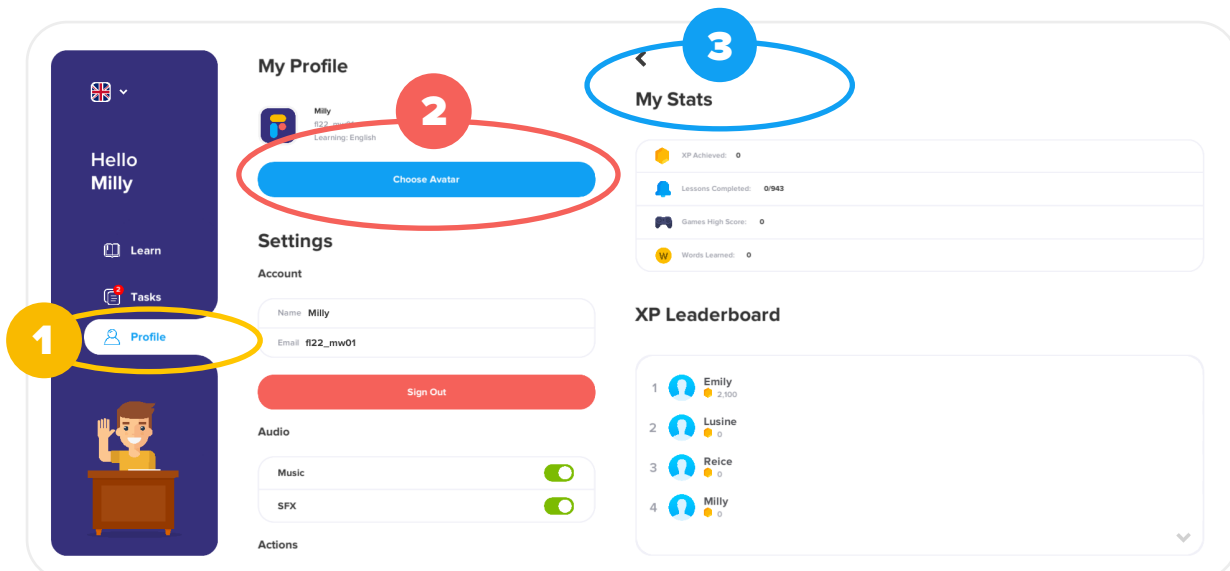 Hello
Milly
Learn
2
Tasks
1
Profile
My Profile
Milly
2
Learning: English
Choose Avatar
Settings
Account
Name Milly
Email fl22_mw01
Sign Out
Audio
Music
SFX
Actions
3
My Stats
XP Achieved: 0
Lessons Completed: 0/943
Games High Score: 0
W
Words Learned: 0
XP Leaderboard
1 Emily
2,100
2 Lusine
0
3 Reice
0
4 Milly
0